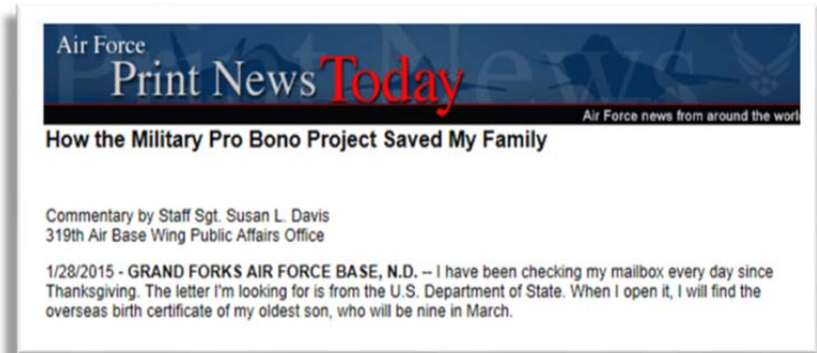 Air Force
Print News Today
Air Force news from around the worl
How the Military Pro Bono Project Saved My Family
Commentary by Staff Sgt. Susan L. Davis
319th Air Base Wing Public Affairs Office
1/28/2015 - GRAND FORKS AIR FORCE BASE, N.D. -- I have been checking my mailbox every day since
Thanksgiving. The letter I'm looking for is from the U.S. Department of State. When I open it, I will find the
overseas birth certificate of my oldest son, who will be nine in March.